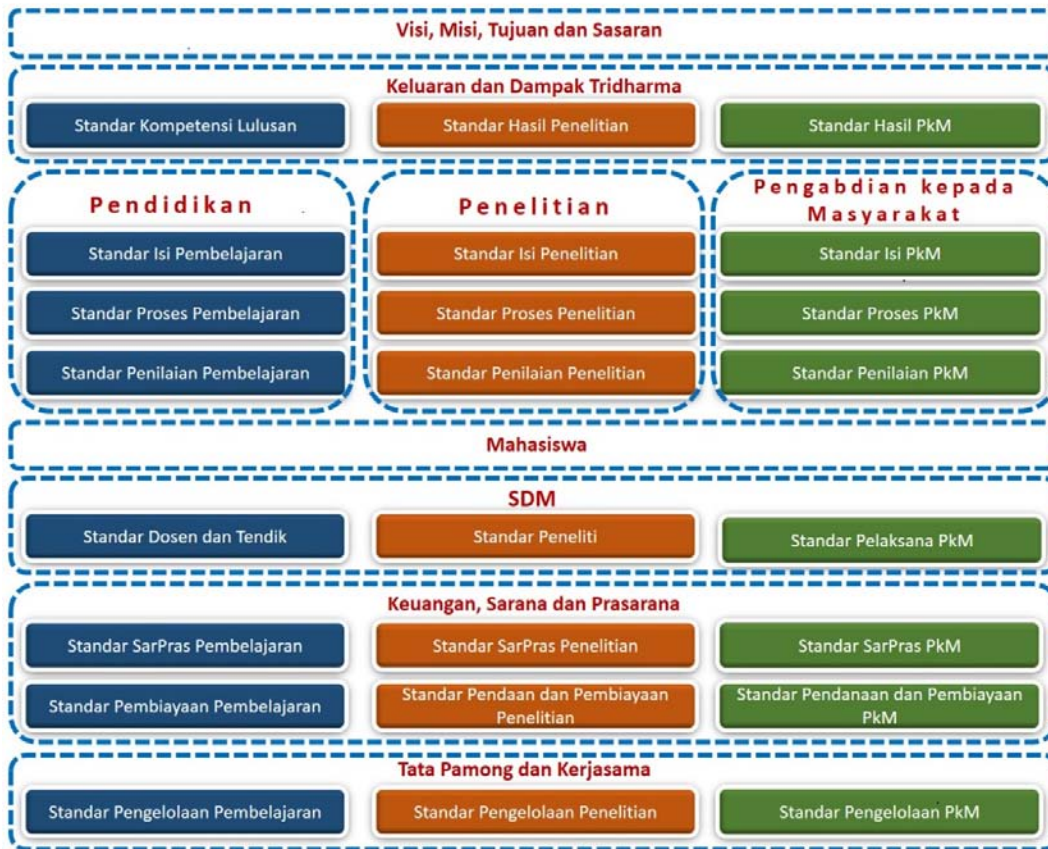 Visi, Misi, Tujuan dan Sasaran
Keluaran dan Dampak Tridharma
Standar Kompetensi Lulusan
Standar Hasil Penelitian
Standar Hasil PkM
Pendidikan
Penelitian
Pengabdian kepada
Masyarakat
Standar Isi Pembelajaran
Standar Isi Penelitian
Standar Isi PkM
Standar Proses Pembelajaran
Standar Proses Penelitian
Standar Proses PkM
Standar Penilaian Pembelajaran
Standar Penilaian Penelitian
Standar Penilaian PkM
Mahasiswa
SDM
Standar Dosen dan Tendik
Standar Peneliti
Standar Pelaksana PkM
Keuangan, Sarana dan Prasarana
Standar SarPras Pembelajaran
Standar SarPras Penelitian
Standar SarPras PkM
Standar Pembiayaan Pembelajaran
Standar Pendaan dan Pembiayaan
Penelitian
Standar Pendanaan dan Pembiayaan
PkM
Tata Pamong dan Kerjasama
Standar Pengelolaan Pembelajaran
Standar Pengelolaan Penelitian
Standar Pengelolaan PkM